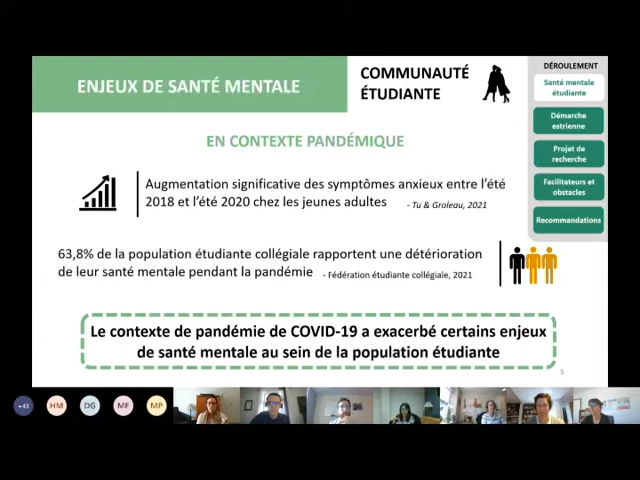 ENJEUX DE SANTÉ MENTALE
COMMUNAUTÉ
ÉTUDIANTE
DÉROULEMENT
Santé mentale
étudiante
Démarche
estrienne
Projet de
recherche
Facilitateurs et
obstacles
Recommandations
EN CONTEXTE PANDÉMIQUE
Augmentation significative des symptômes anxieux entre l'été
2018 et l'été 2020 chez les jeunes adultes - Tu & Groleau, 2021
63,8% de la population étudiante collégiale rapportent une détérioration
de leur santé mentale pendant la pandémie - Fédération étudiante collégiale, 2021
Le contexte de pandémie de COVID-19 a exacerbé certains enjeux
de santé mentale au sein de la population étudiante
5
+43 HM DG MF MP